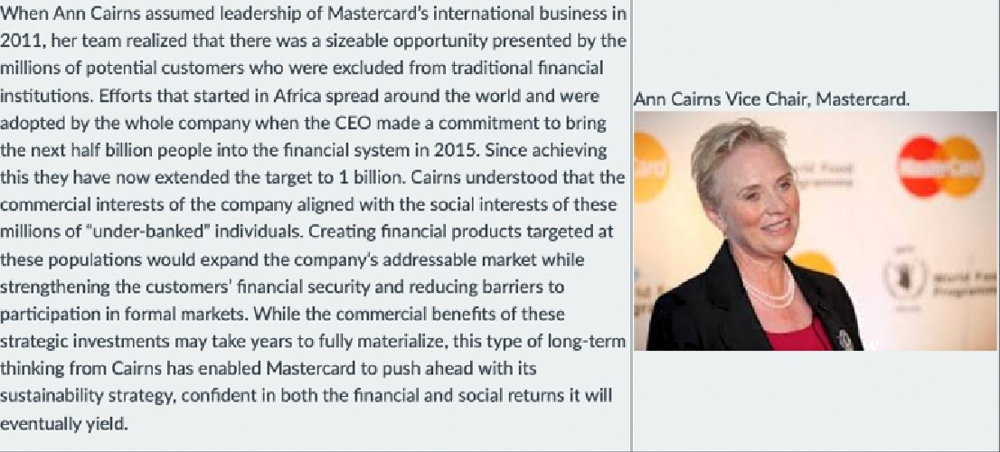 When Ann Cairns assumed leadership of Mastercard's international business in
2011, her team realized that there was a sizeable opportunity presented by the
millions of potential customers who were excluded from traditional financial
institutions. Efforts that started in Africa spread around the world and were
adopted by the whole company when the CEO made a commitment to bring
the next half billion people into the financial system in 2015. Since achieving
this they have now extended the target to 1 billion. Cairns understood that the
commercial interests of the company aligned with the social interests of these
millions of “under-banked” individuals. Creating financial products targeted at
these populations would expand the company's addressable market while
strengthening the customers' financial security and reducing barriers to
participation in formal markets. While the commercial benefits of these
strategic investments may take years to fully materialize, this type of long-term
thinking from Cairns has enabled Mastercard to push ahead with its
sustainability strategy, confident in both the financial and social returns it will
eventually yield.
Ann Cairns Vice Chair, Mastercard.
Card
World Food
Programme
MasterCard
World Food
Programme